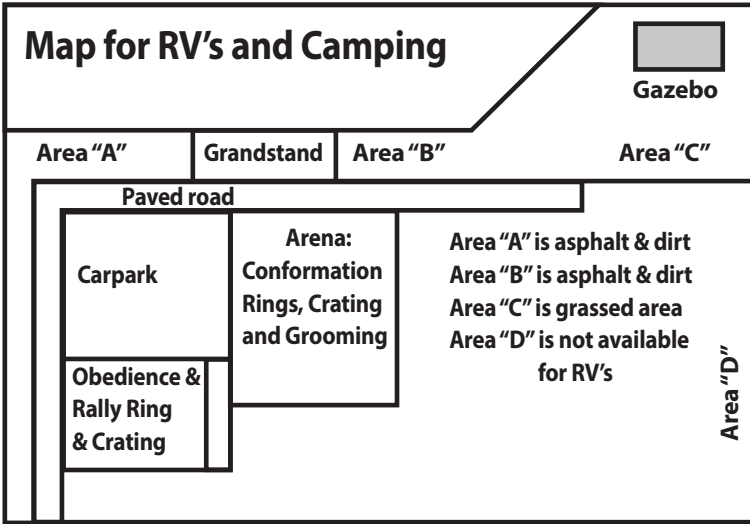 Map for RV's and Camping
Gazebo
Area “A”
Grandstand
Area “B”
Area “C”
Paved road
Carpark
Arena:
Conformation
Rings, Crating
and Grooming
Area “A” is asphalt & dirt
Area “B” is asphalt & dirt
Area “C” is grassed area
Area “D” is not available
for RV's
Area “D”
Obedience &
Rally Ring
& Crating